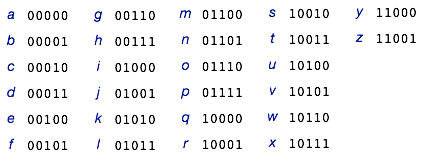 a 00000 g 00110 m 01100 s 10010 y 11000
b 00001 h 00111 n 01101 t 10011 z 11001
c 00010 i 01000 o 01110 u 10100
d 00011 j 01001 p 01111 v 10101
e 00100 k 01010 q 10000 w 10110
f 00101 l 01011 r 10001 x 10111